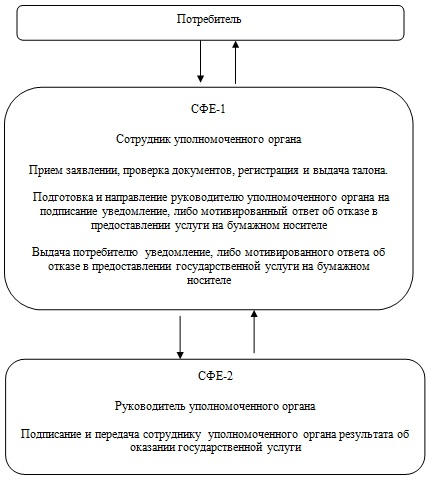 Потребитель
СФЕ-1
Сотрудник уполномоченного органа
Прием заявлении, проверка документов, регистрация и выдача талона.
Подготовка и направление руководителю уполномоченного органа на
подписание уведомление, либо мотивированный ответ об отказе в
предоставлении услуги на бумажном носителе
Выдача потребителю уведомление, либо мотивированного ответа об
отказе в предоставлении государственной услуги на бумажном
носителе
СФЕ-2
Руководитель уполномоченного органа
Подписание и передача сотруднику уполномоченного органа результата об
оказании государственной услуги